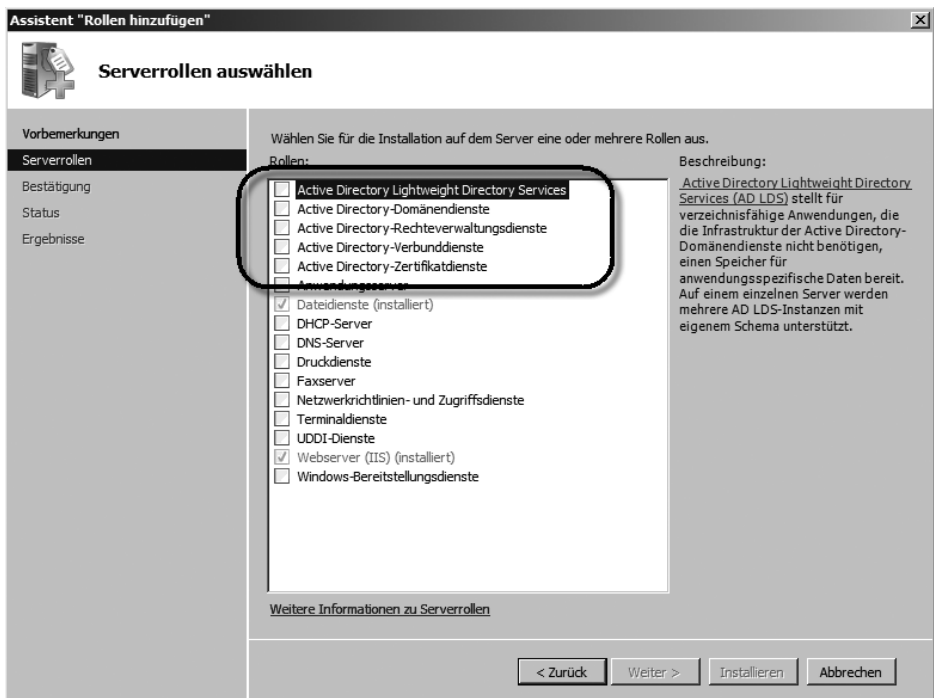 Assistent "Rollen hinzufügen"
Serverrollen auswählen
Vorbemerkungen
Serverrollen
Bestätigung
Status
Ergebnisse
Wählen Sie für die Installation auf dem Server eine oder mehrere Rollen aus.
Rollen:
Active Directory Lightweight Directory Services
Active Directory-Domänendienste
Active Directory-Rechteverwaltungsdienste
Active Directory-Verbunddienste
Active Directory-Zertifikatdienste
Anwendungsserver
Dateidienste (installiert)
DHCP-Server
DNS-Server
Druckdienste
Faxserver
Netzwerkrichtlinien- und Zugriffsdienste
Terminaldienste
UDDI-Dienste
Webserver (IIS) (installiert)
Windows-Bereitstellungsdienste
Weitere Informationen zu Serverrollen
Beschreibung:
Active Directory Lightweight Directory
Services (AD LDS) stellt für
verzeichnisfähige Anwendungen, die
die Infrastruktur der Active Directory-
Domänendienste nicht benötigen,
einen Speicher für
anwendungsspezifische Daten bereit.
Auf einem einzelnen Server werden
mehrere AD LDS-Instanzen mit
eigenem Schema unterstützt.
< Zurück
Weiter >
Installieren
Abbrechen